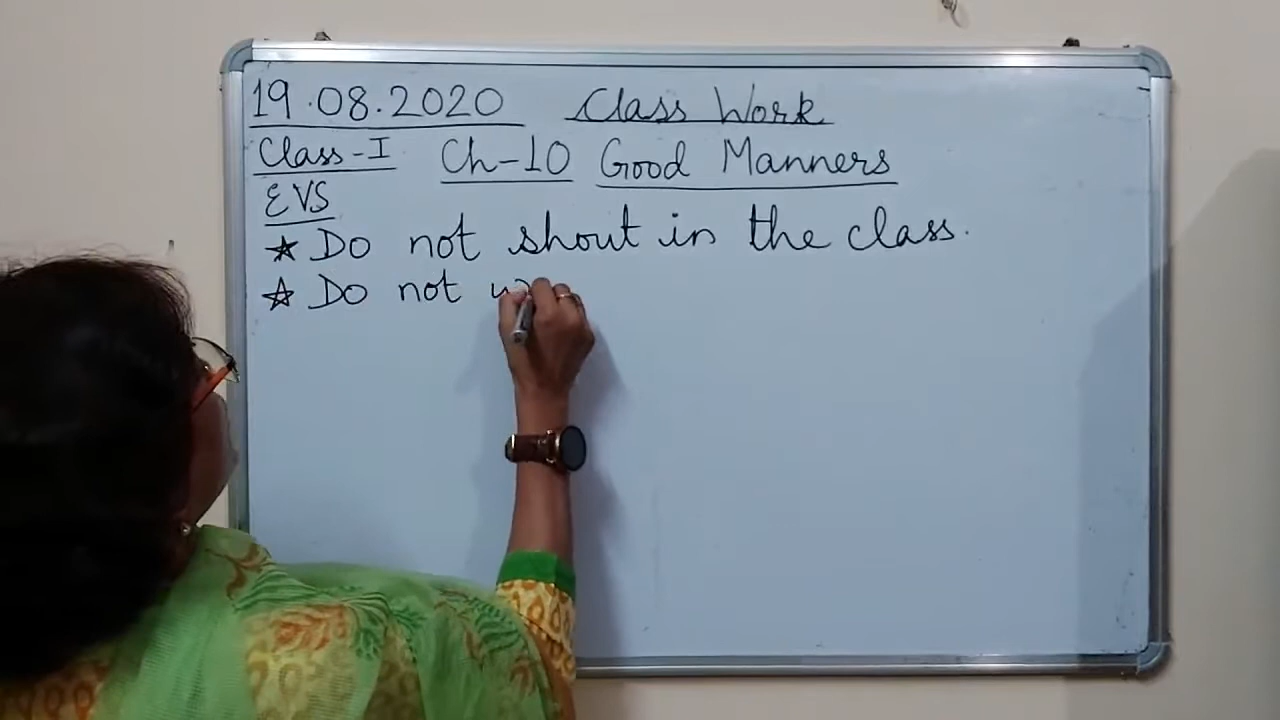 19.08.2020 Class Work
Class-I Ch-10 Good Manners
EVS
★ Do not shout in the class.
☆ Do not